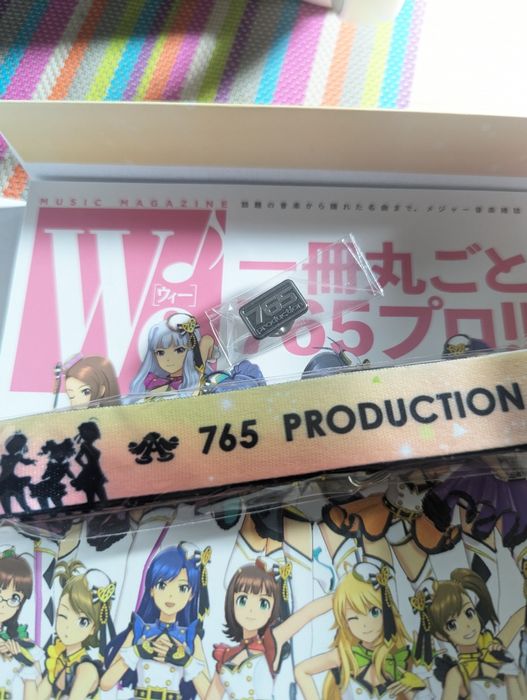 MUSIC MAGAZINE
話題の音楽から隠れた名曲まで。メジャー音楽雑誌
W♪
[ウィー]
一冊丸ごと
765プロ!!
765
production
765 PRODUCTION